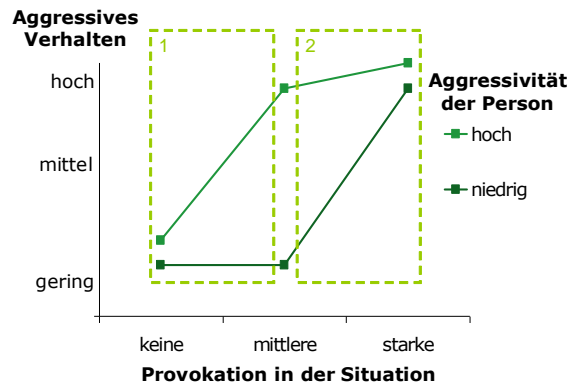 Aggressives
Verhalten
1
2
hoch
mittel
gering
Aggressivität
der Person
hoch
niedrig
keine
mittlere
starke
Provokation in der Situation